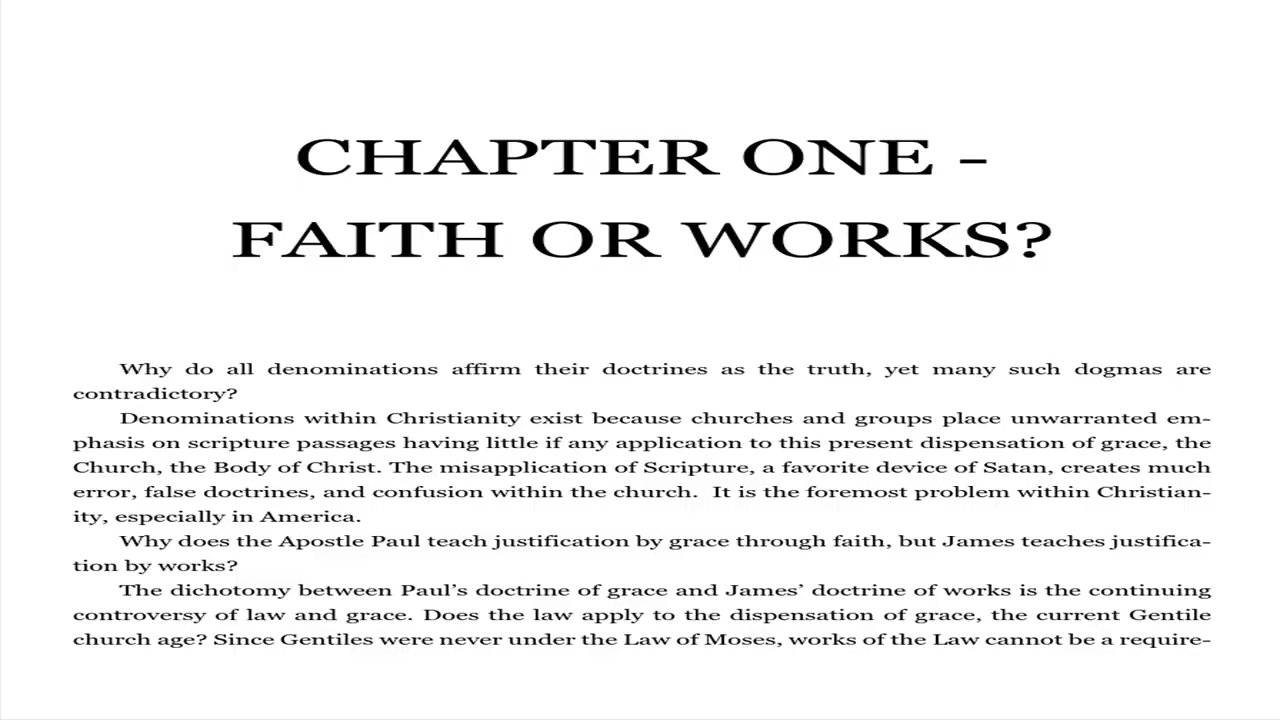 CHAPTER ONE –
FAITH OR WORKS?
Why do all denominations affirm their doctrines as the truth, yet many such dogmas are
contradictory?
Denominations within Christianity exist because churches and groups place unwarranted em-
phasis on scripture passages having little if any application to this present dispensation of grace, the
Church, the Body of Christ. The misapplication of Scripture, a favorite device of Satan, creates much
error, false doctrines, and confusion within the church.  It is the foremost problem within Christian-
ity, especially in America.
Why does the Apostle Paul teach justification by grace through faith, but James teaches justifica-
tion by works?
The dichotomy between Paul’s doctrine of grace and James’ doctrine of works is the continuing
controversy of law and grace. Does the law apply to the dispensation of grace, the current Gentile
church age? Since Gentiles were never under the Law of Moses, works of the Law cannot be a require-